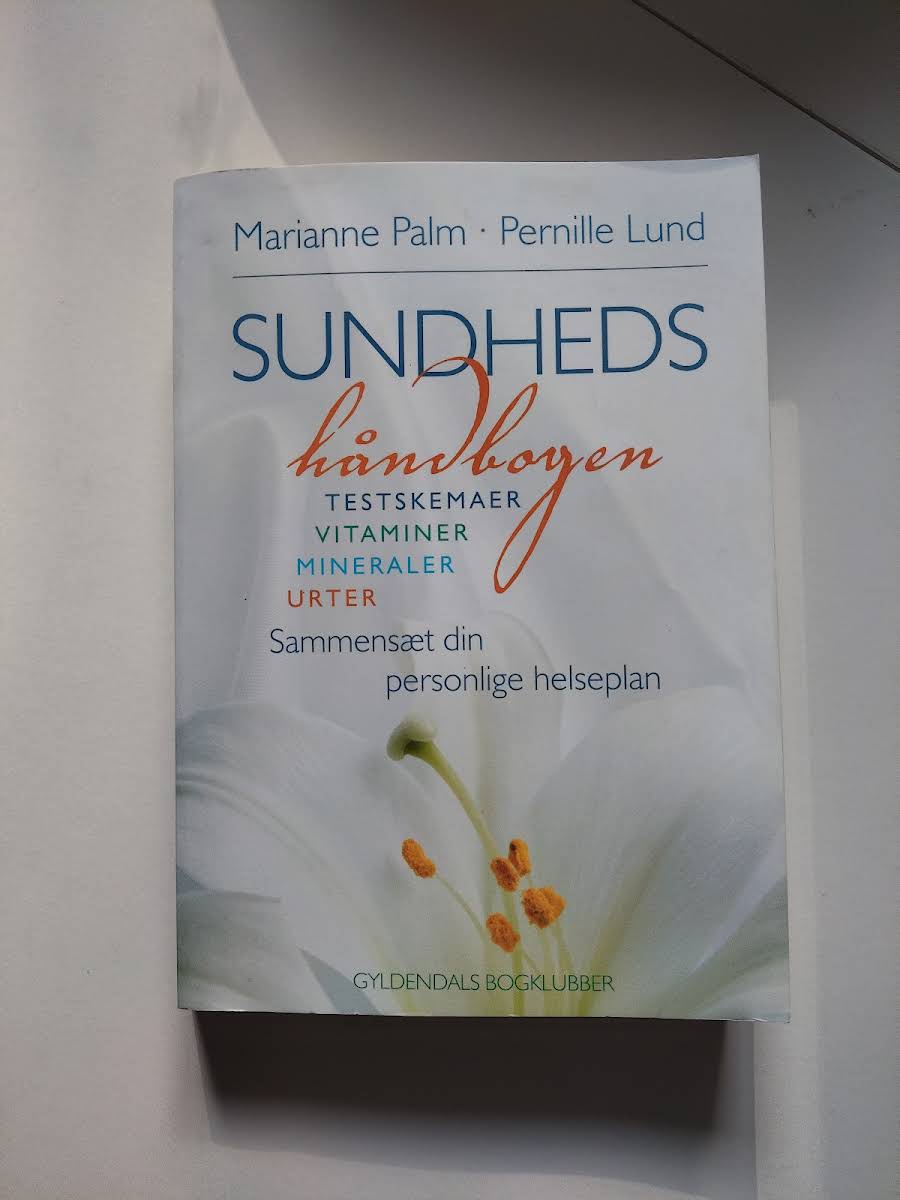 Marianne Palm · Pernille Lund
SUNDHEDS
håndbogen
TESTSKEMAER
VITAMINER
MINERALER
URTER
Sammensæt din
personlige helseplan
GYLDENDALS BOGKLUBBER